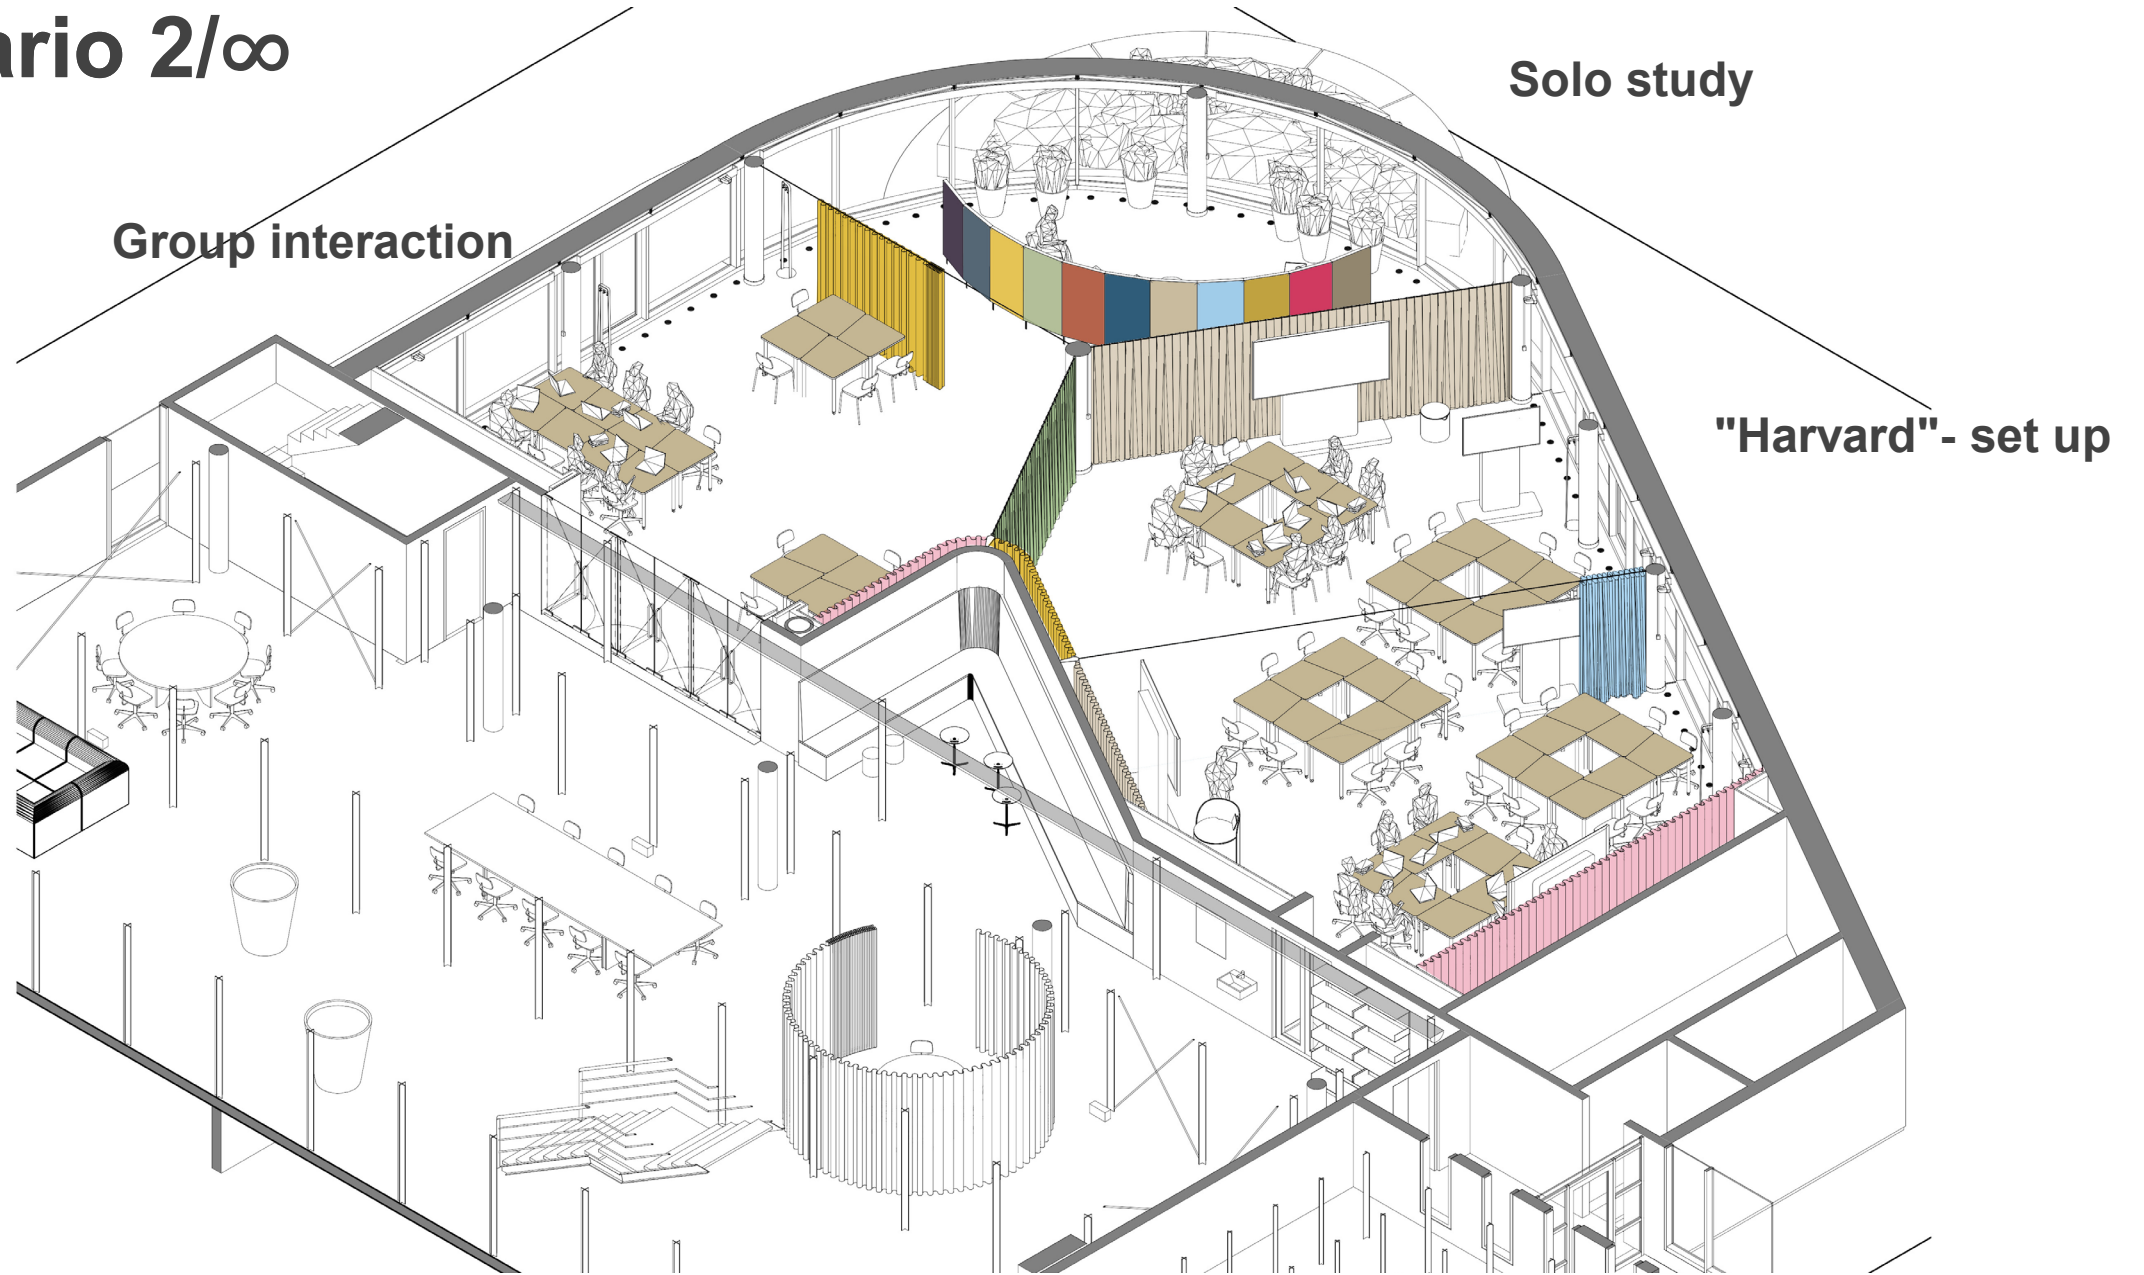 ario 2/∞
Solo study
Group interaction
"Harvard"- set up